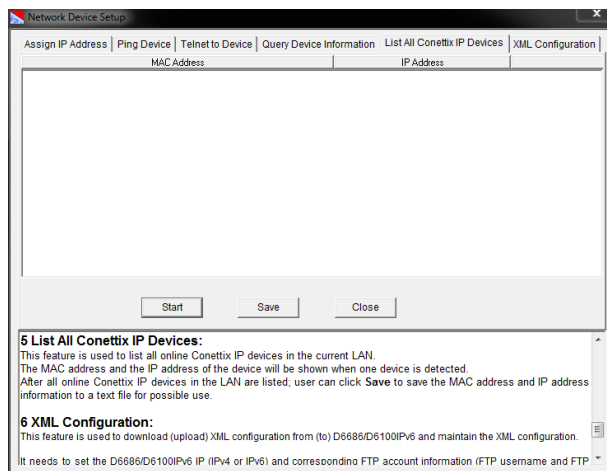 Network Device Setup
x
Assign IP Address Ping Device Telnet to Device Query Device Information List All Conettix IP Devices XML Configuration
MAC Address IP Address
Start Save Close
5 List All Conettix IP Devices:
This feature is used to list all online Conettix IP devices in the current LAN.
The MAC address and the IP address of the device will be shown when one device is detected.
After all online Conettix IP devices in the LAN are listed; user can click Save to save the MAC address and IP address
information to a text file for possible use.
6 XML Configuration:
This feature is used to download (upload) XML configuration from (to) D6686/D6100IPv6 and maintain the XML configuration.
It needs to set the D6686/D6100IPv6 IP (IPv4 or IPv6) and corresponding FTP account information (FTP username and FTP